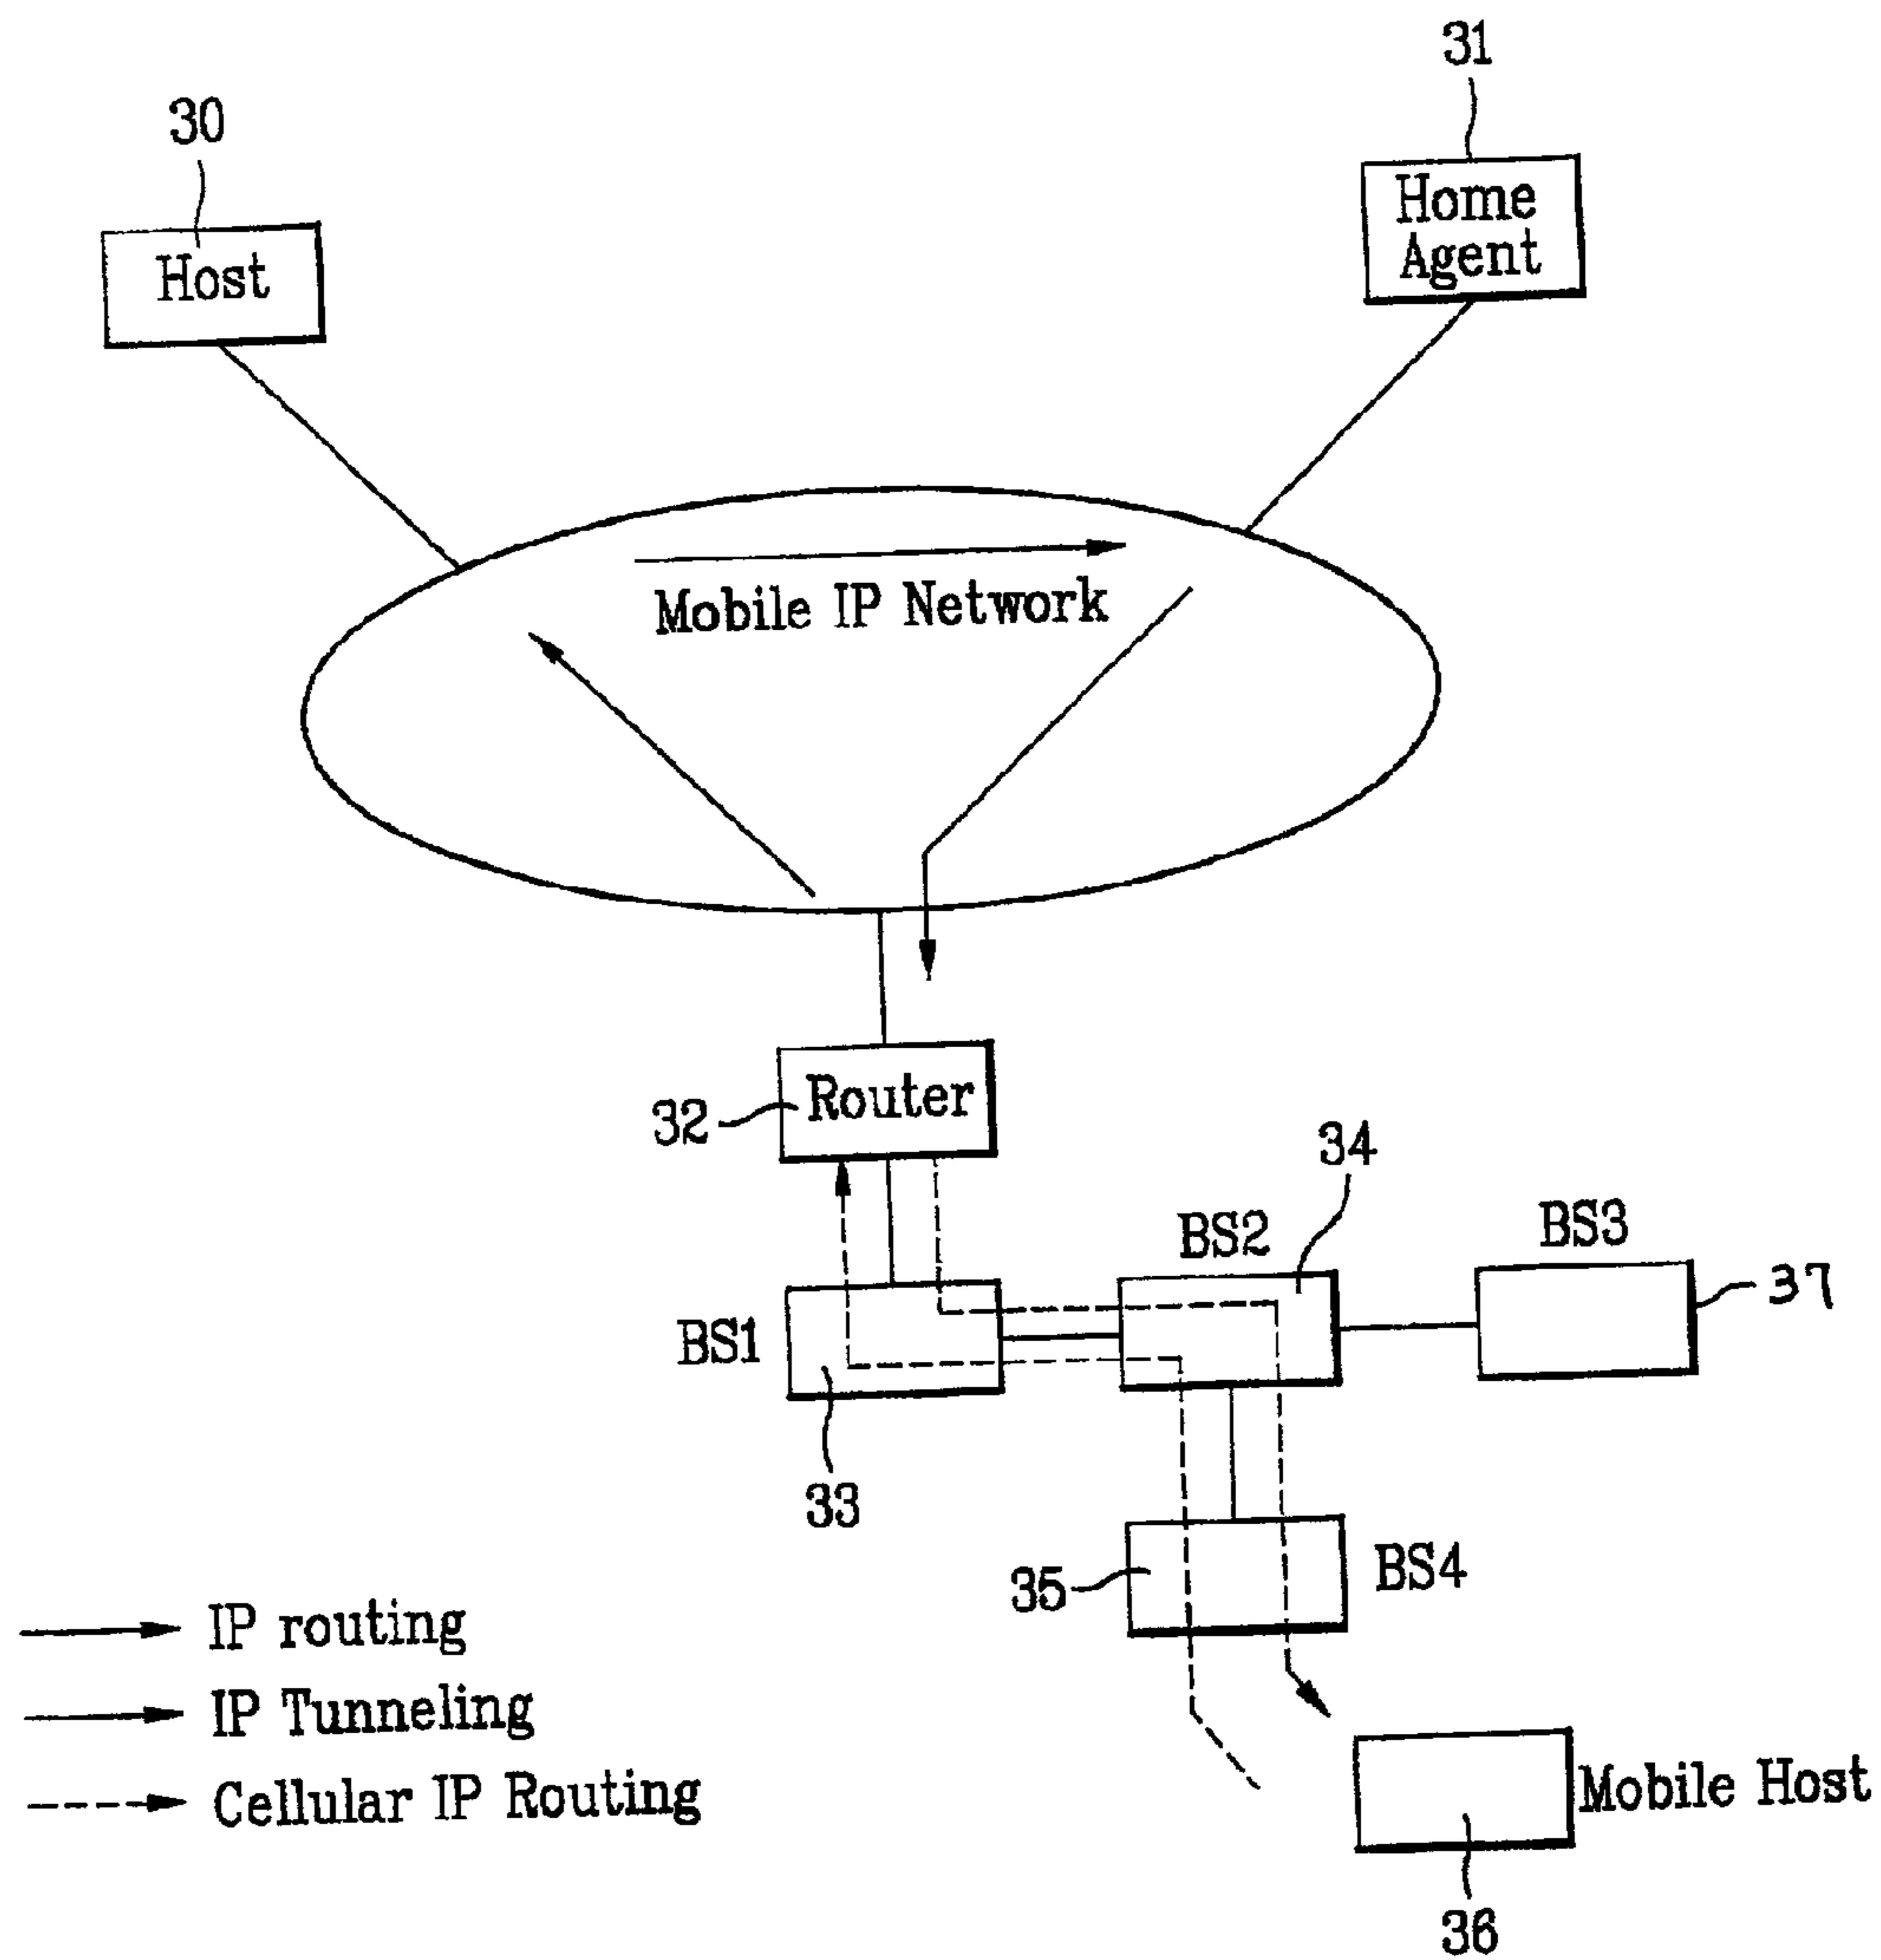 31
30
Home
Agent
Host
Mobile IP Network
Router
32
34
BS2
BS3
37
BS1
33
35
BS4
IP routing
IP Tunneling
Cellular IP Routing
Mobile Host
36